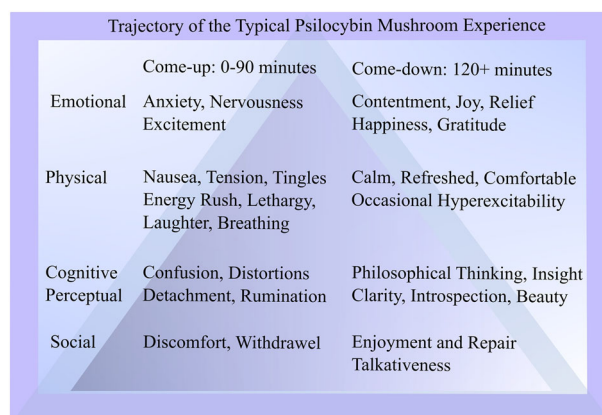 Trajectory of the Typical Psilocybin Mushroom Experience
Come-up: 0-90 minutes Come-down: 120+ minutes
Emotional Anxiety, Nervousness Contentment, Joy, Relief
Excitement Happiness, Gratitude
Physical Nausea, Tension, Tingles Calm, Refreshed, Comfortable
Energy Rush, Lethargy, Occasional Hyperexcitability
Laughter, Breathing
Cognitive Confusion, Distortions Philosophical Thinking, Insight
Perceptual Detachment, Rumination Clarity, Introspection, Beauty
Social Discomfort, Withdrawel Enjoyment and Repair
Talkativeness